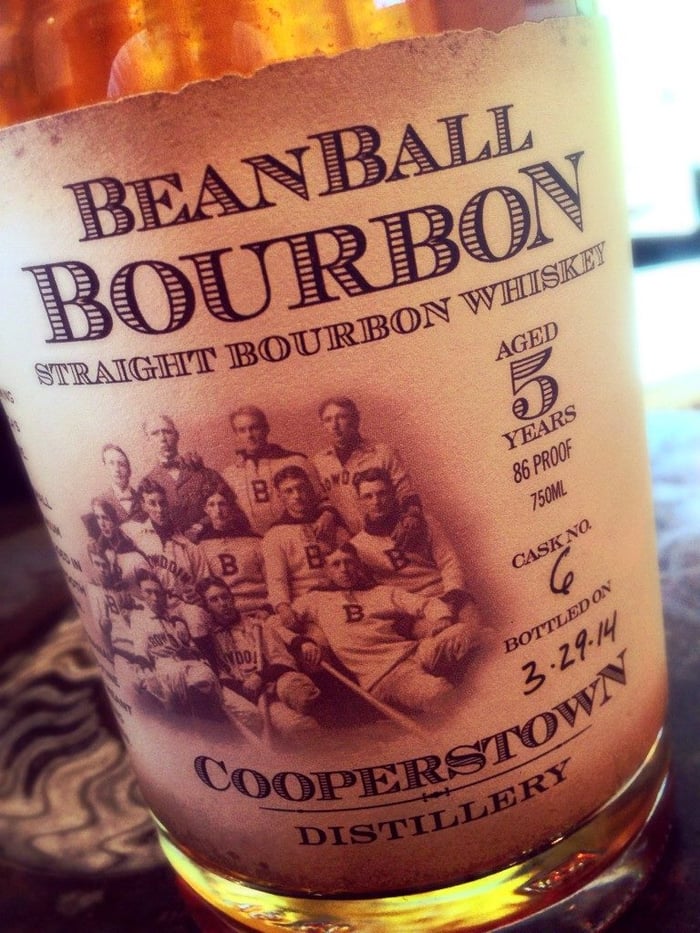 BEANBALL
BOURBON
STRAIGHT BOURBON WHISKEY
AGED
5
YEARS
86 PROOF
750ML
CASK NO.
6
BOTTLED ON
3.29.14
B
B
B
B
B
COOPERSTOWN
DISTILLERY